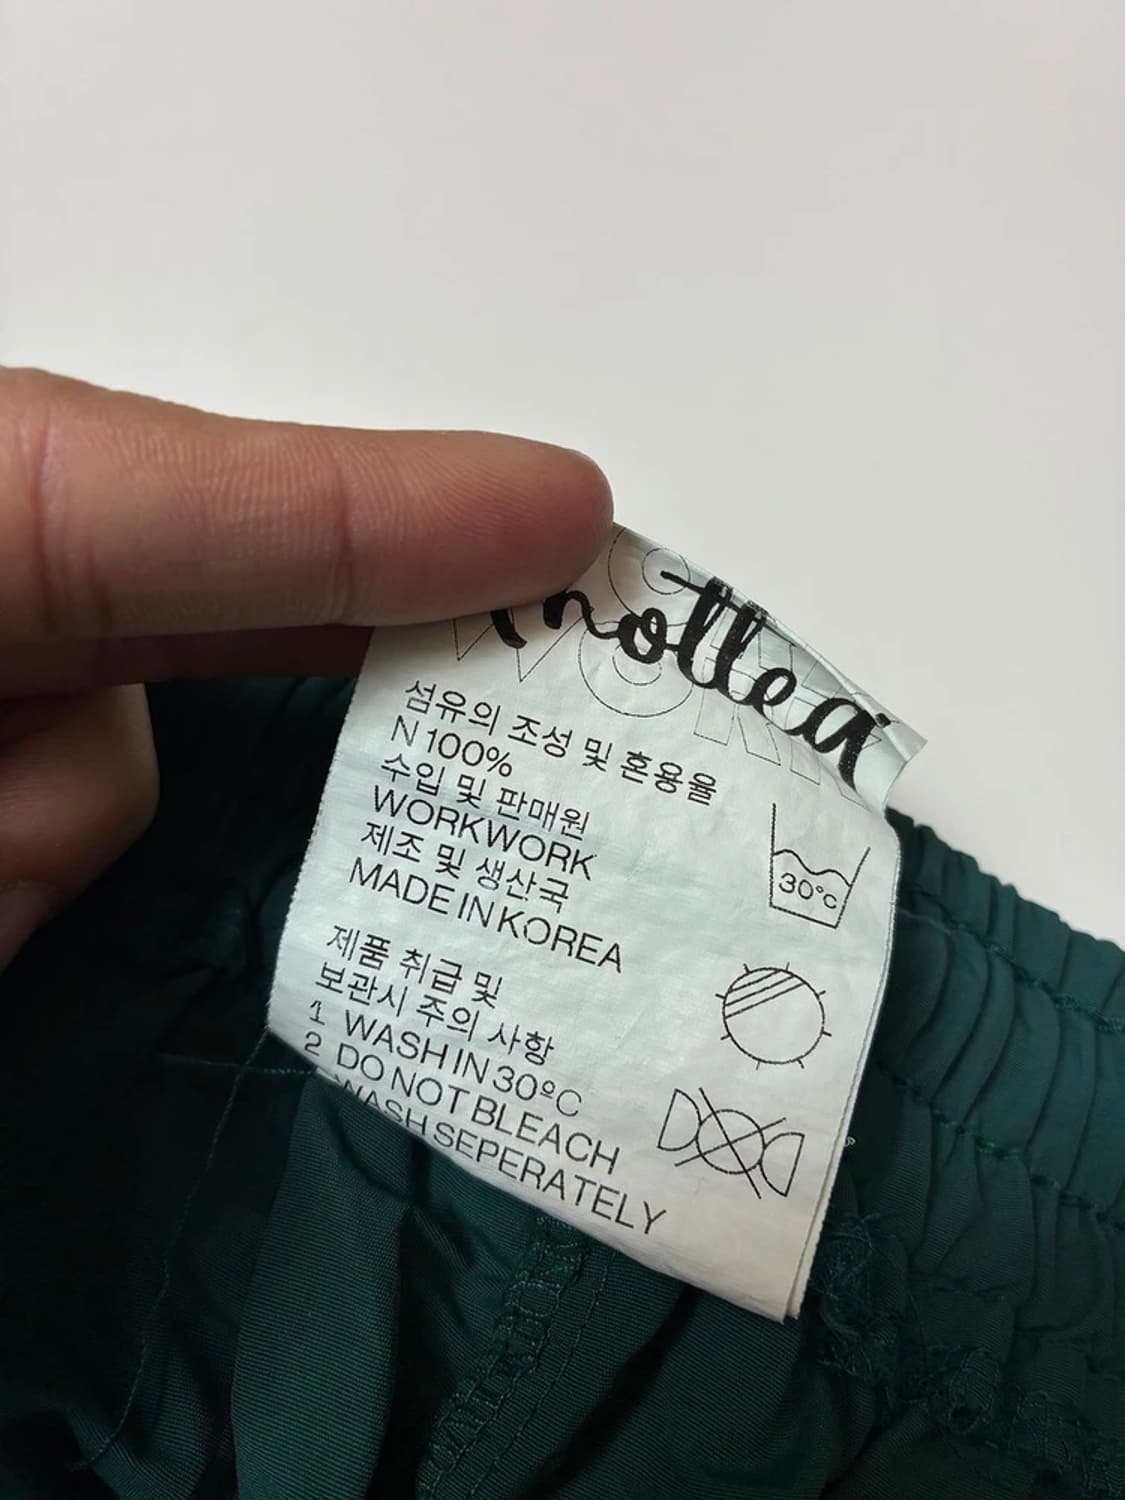 섬유의 조성 및 혼용율
N 100%
수입 및 판매원
WORKWORK
제조 및 생산국
MADE IN KOREA
제품 취급 및
보관시 주의 사항
1 WASH IN 30ºC
2 DO NOT BLEACH
WASH SEPERATELY
30°C